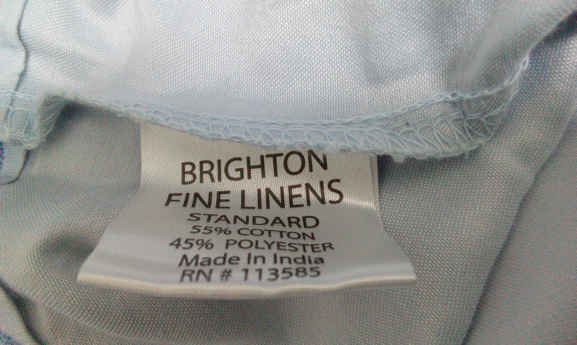 BRIGHTON
FINE LINENS
STANDARD
55% COTTON
45% POLYESTER
Made In India
RN # 113585